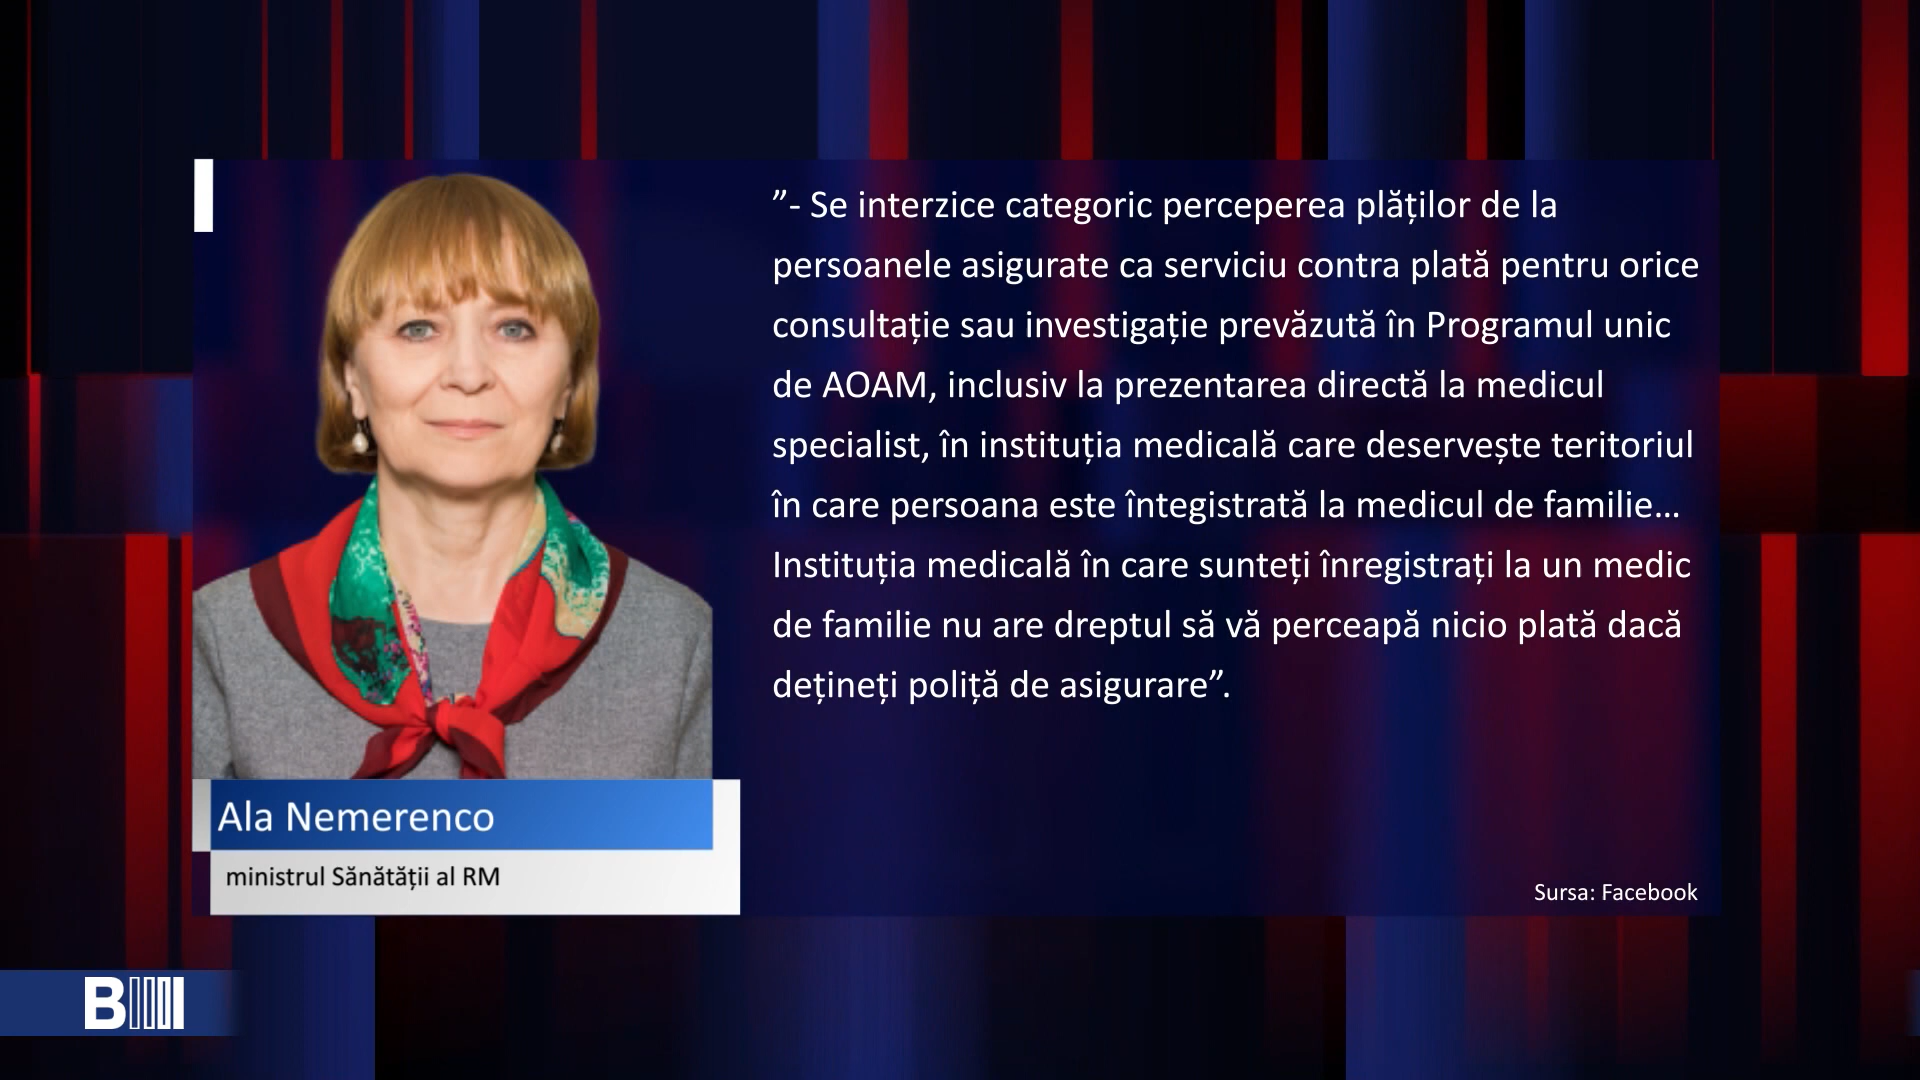 ”- Se interzice categoric perceperea plăților de la
persoanele asigurate ca serviciu contra plată pentru orice
consultație sau investigație prevăzută în Programul unic
de AOAM, inclusiv la prezentarea directă la medicul
specialist, în instituția medicală care deservește teritoriul
în care persoana este întegistrată la medicul de familie...
Instituția medicală în care sunteți înregistrați la un medic
de familie nu are dreptul să vă perceapă nicio plată dacă
dețineți poliță de asigurare”.
Ala Nemerenco
ministrul Sănătății al RM
Sursa: Facebook
B